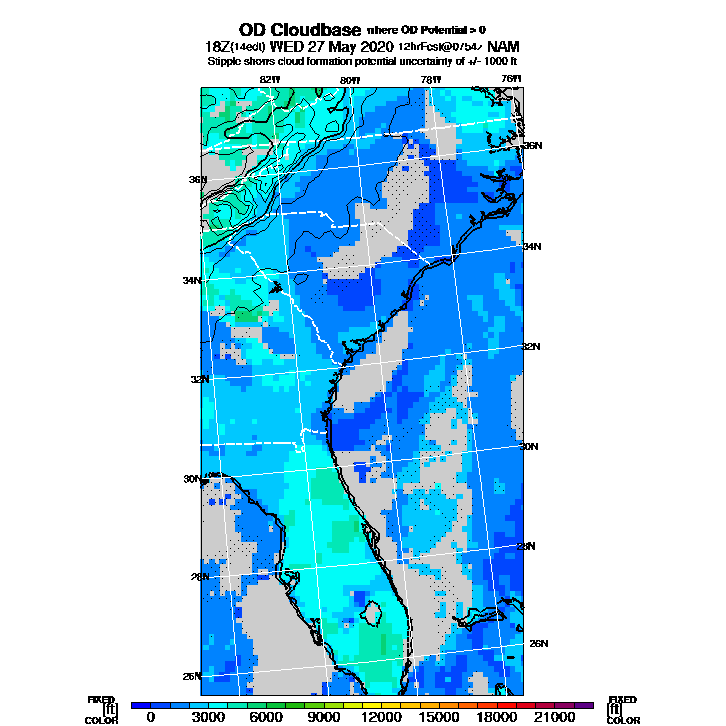 OD Cloudbase where OD Potential > 0
18Z(14edt) WED 27 May 2020 12hrFcst@0754z NAM
Stipple shows cloud formation potential uncertainty of +/- 1000 ft
82W 80W 78W 76W
36N 36N
34N 34N
32N 32N
30N 30N
28N 28N
26N 26N
FIXED [ft] COLOR
0 3000 6000 9000 12000 15000 18000 21000
FIXED [ft] COLOR